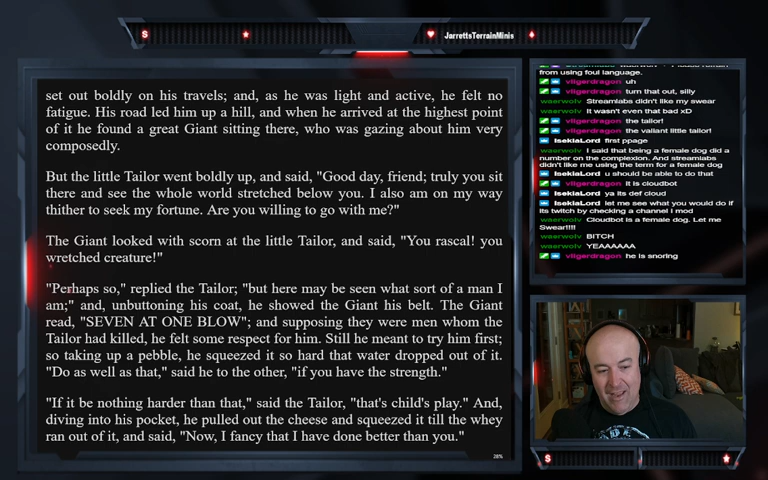 JarrettsTerrainMinis
set out boldly on his travels; and, as he was light and active, he felt no
fatigue. His road led him up a hill, and when he arrived at the highest point
of it he found a great Giant sitting there, who was gazing about him very
composedly.
But the little Tailor went boldly up, and said, "Good day, friend; truly you sit
there and see the whole world stretched below you. I also am on my way
thither to seek my fortune. Are you willing to go with me?"
The Giant looked with scorn at the little Tailor, and said, "You rascal! you
wretched creature!"
"Perhaps so," replied the Tailor; "but here may be seen what sort of a man I
am;" and, unbuttoning his coat, he showed the Giant his belt. The Giant
read, "SEVEN AT ONE BLOW"; and supposing they were men whom the
Tailor had killed, he felt some respect for him. Still he meant to try him first;
so taking up a pebble, he squeezed it so hard that water dropped out of it.
"Do as well as that," said he to the other, "if you have the strength."
"If it be nothing harder than that," said the Tailor, "that's child's play." And,
diving into his pocket, he pulled out the cheese and squeezed it till the whey
ran out of it, and said, "Now, I fancy that I have done better than you."
28%
from using foul language.
vilgerdragon uh
vilgerdragon turn that out, silly
waerwolv Streamlabs didn't like my swear
waerwolv It wasn't even that bad xD
vilgerdragon the tailor!
vilgerdragon the valiant little tailor!
IsekiaLord first ppage
waerwolv I said that being a female dog did a
number on the complexion. And streamlabs
didn't like me using the term for a female dog
IsekiaLord u should be able to do that
vilgerdragon It is cloudbot
IsekiaLord ya its def cloud
IsekiaLord let me see what you would do if
its twitch by checking a channel i mod
waerwolv Cloudbot is a female dog. Let me
Swear!!!!
waerwolv BITCH
waerwolv YEAAAAAA
vilgerdragon he is snoring